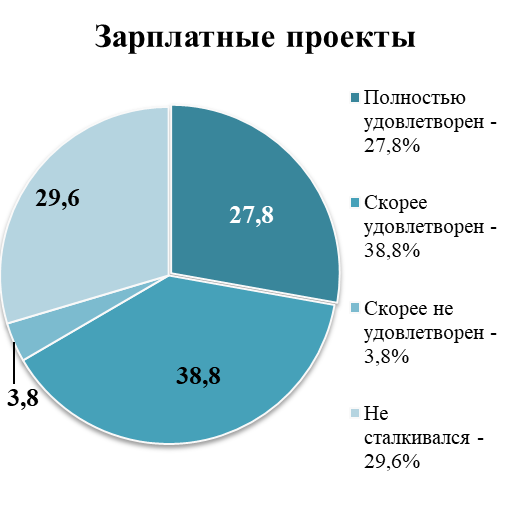 Зарплатные проекты
27,8
38,8
3,8
29,6
Полностью
удовлетворен -
27,8%
Скорее
удовлетворен -
38,8%
Скорее не
удовлетворен -
3,8%
Не
сталкивался -
29,6%